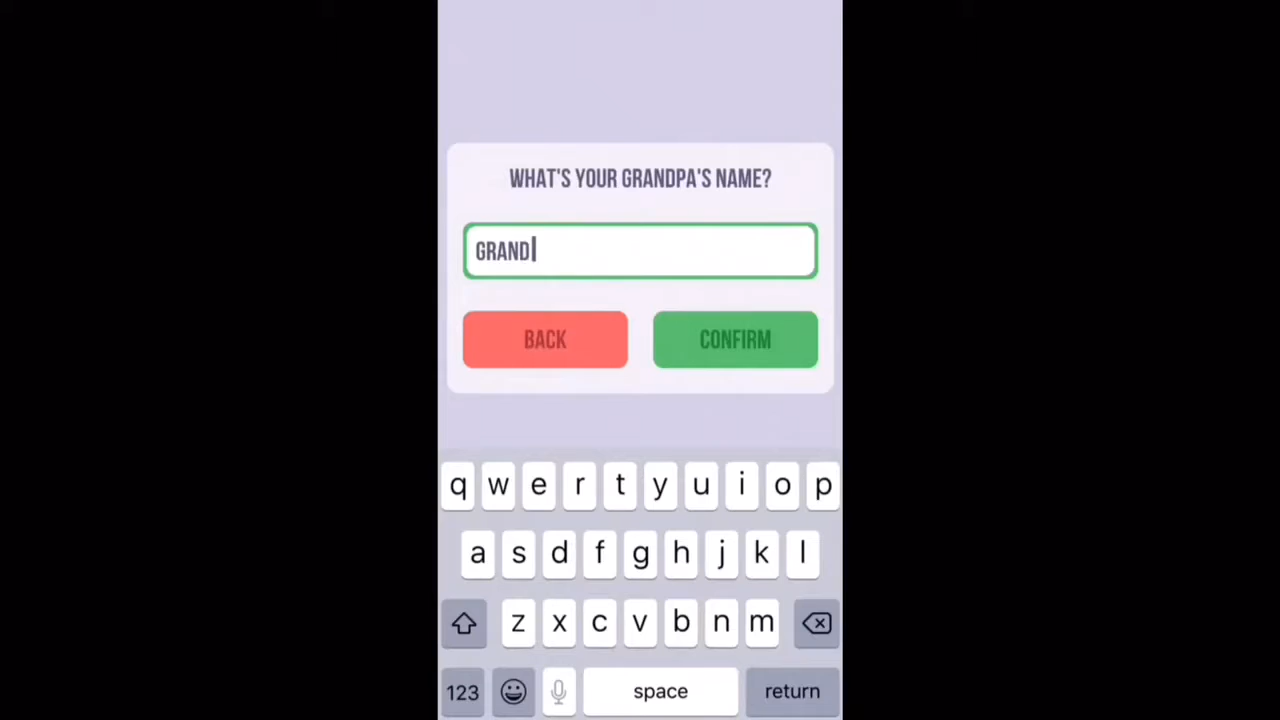 WHAT'S YOUR GRANDPA'S NAME?
GRAND
BACK CONFIRM
q w e r t y u i o p
a s d f g h j k l
z x c v b n m
123 space return